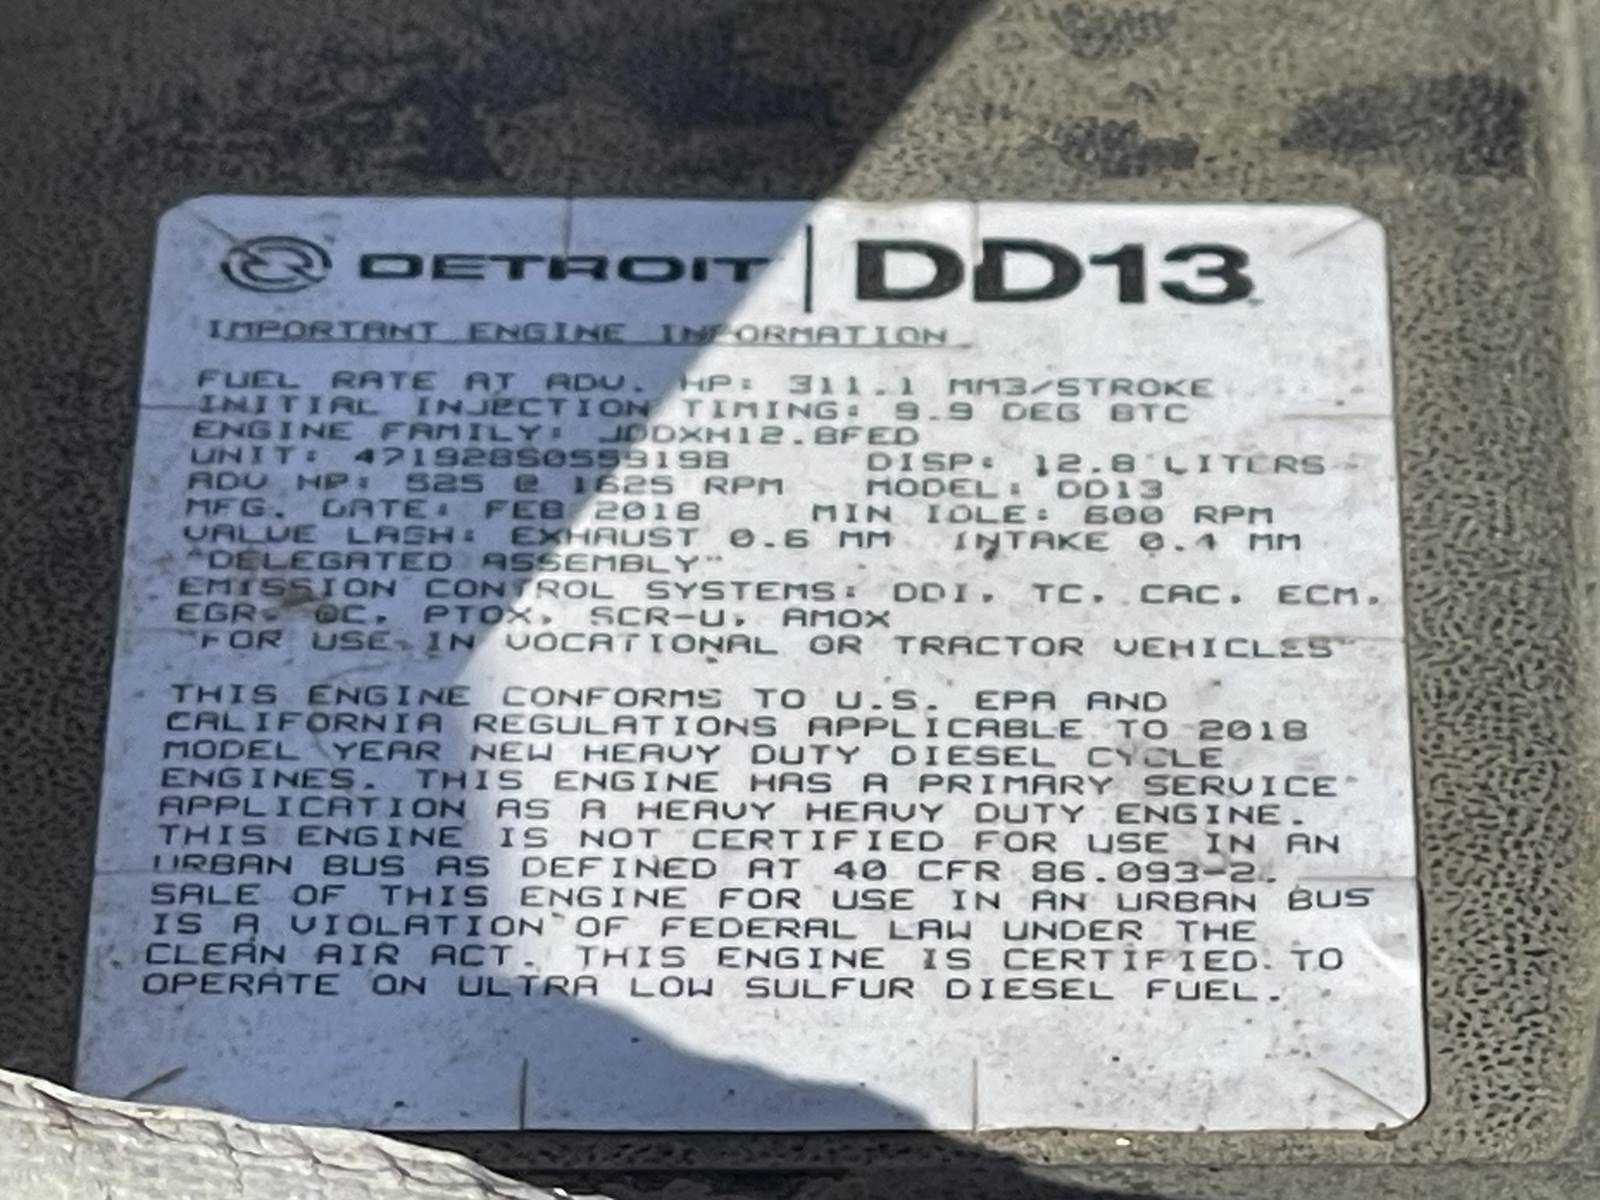 DETROIT | DD13
IMPORTANT ENGINE INFORMATION
FUEL RATE AT ADV. HP: 311.1 MM3/STROKE
INITIAL INJECTION TIMING: 9.9 DEG BTC
ENGINE FAMILY: JDDXH12.8FED
UNIT: 471928S0559198 DISP: 12.8 LITERS
ADV HP: 525 @ 1625 RPM MODEL: DD13
MFG. DATE: FEB 2018 MIN IDLE: 600 RPM
VALVE LASH: EXHAUST 0.6 MM INTAKE 0.4 MM
"DELEGATED ASSEMBLY"
EMISSION CONTROL SYSTEMS: DDI, TC, CAC, ECM,
EGR, OC, PTOX, SCR-U, AMOX
"FOR USE IN VOCATIONAL OR TRACTOR VEHICLES"
THIS ENGINE CONFORMS TO U.S. EPA AND
CALIFORNIA REGULATIONS APPLICABLE TO 2018
MODEL YEAR NEW HEAVY DUTY DIESEL CYCLE
ENGINES. THIS ENGINE HAS A PRIMARY SERVICE
APPLICATION AS A HEAVY HEAVY DUTY ENGINE.
THIS ENGINE IS NOT CERTIFIED FOR USE IN AN
URBAN BUS AS DEFINED AT 40 CFR 86.093-2.
SALE OF THIS ENGINE FOR USE IN AN URBAN BUS
IS A VIOLATION OF FEDERAL LAW UNDER THE
CLEAN AIR ACT. THIS ENGINE IS CERTIFIED TO
OPERATE ON ULTRA LOW SULFUR DIESEL FUEL.